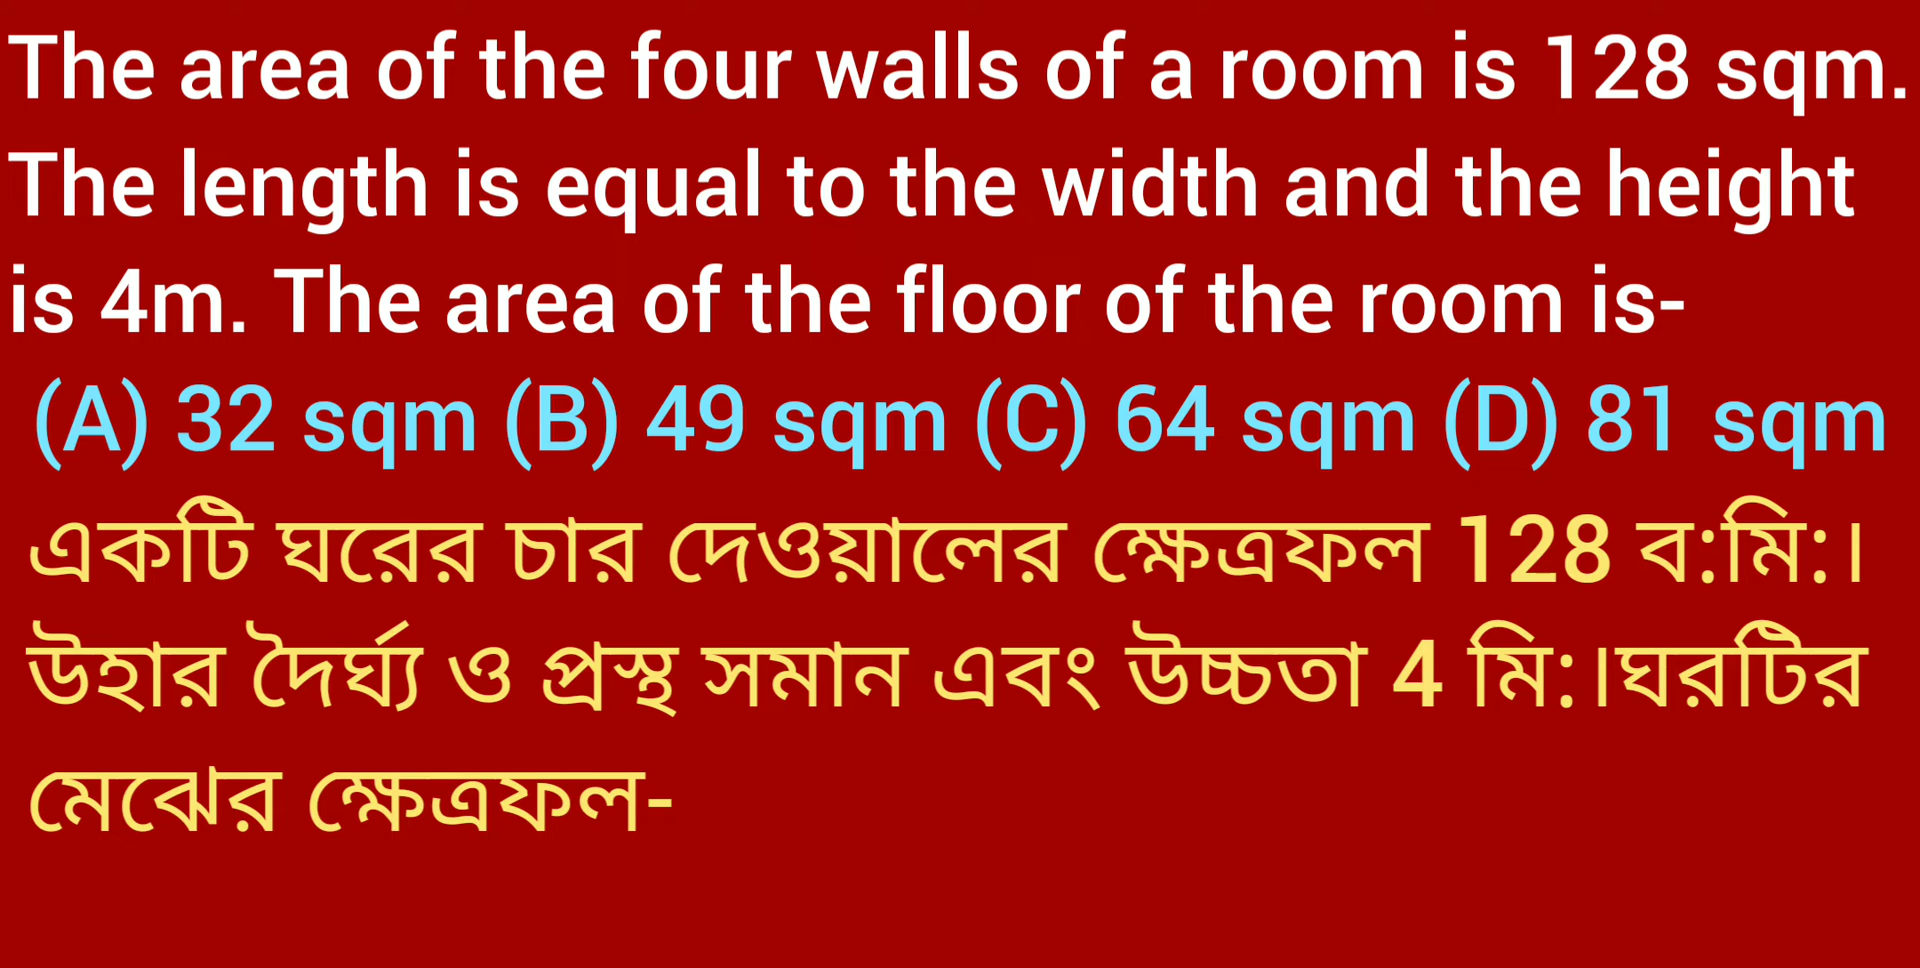 The area of the four walls of a room is 128 sqm.
The length is equal to the width and the height
is 4m. The area of the floor of the room is-
(A) 32 sqm (B) 49 sqm (C) 64 sqm (D) 81 sqm
একটি ঘরের চার দেওয়ালের ক্ষেত্রফল 128 ব:মি:।
উহার দৈর্ঘ্য ও প্রস্থ সমান এবং উচ্চতা 4 মি:।ঘরটির
মেঝের ক্ষেত্রফল-